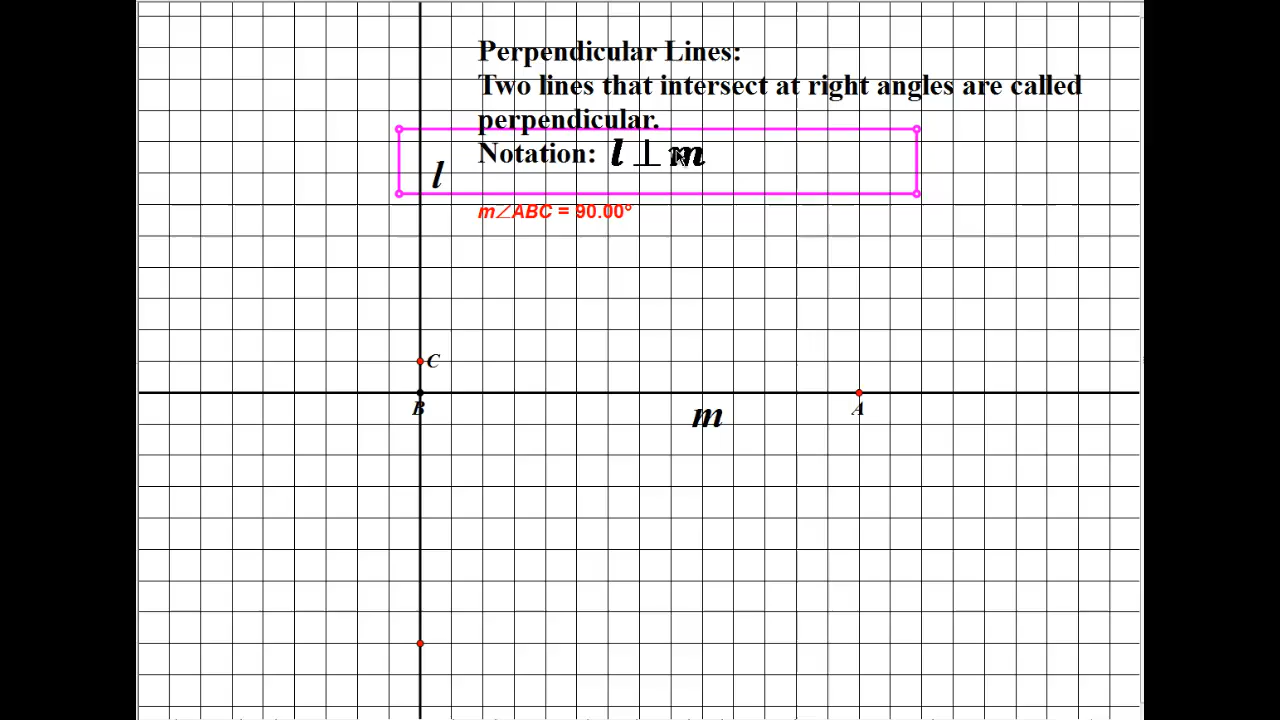 Perpendicular Lines:
Two lines that intersect at right angles are called
perpendicular.
Notation: l ⊥ m
l
m∠ABC = 90.00°
C
B
A
m